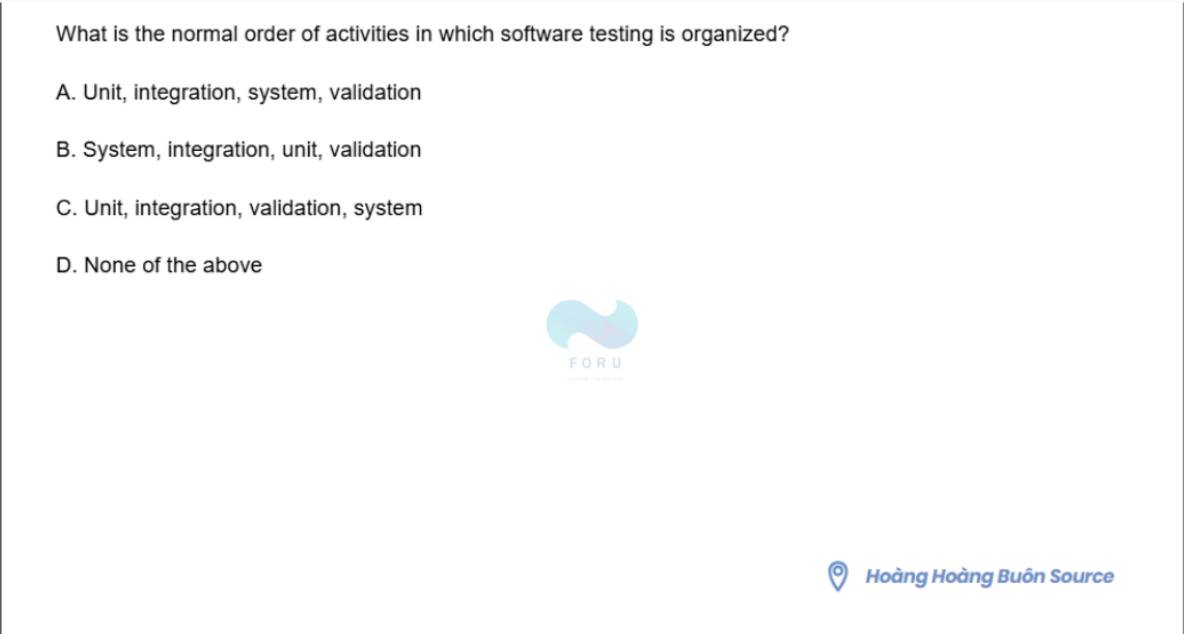 What is the normal order of activities in which software testing is organized?
A. Unit, integration, system, validation
B. System, integration, unit, validation
C. Unit, integration, validation, system
D. None of the above
FORU
Hoàng Hoàng Buôn Source